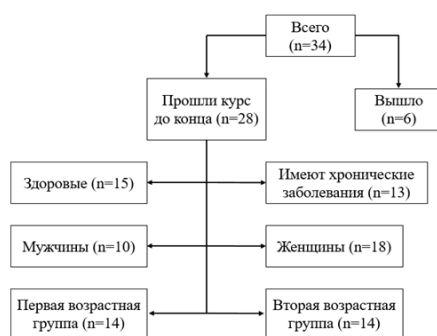 Всего
(n=34)
Прошли курс
до конца (n=28)
Вышло
(n=6)
Здоровые (n=15)
Имеют хронические
заболевания (n=13)
Мужчины (n=10)
Женщины (n=18)
Первая возрастная
группа (n=14)
Вторая возрастная
группа (n=14)